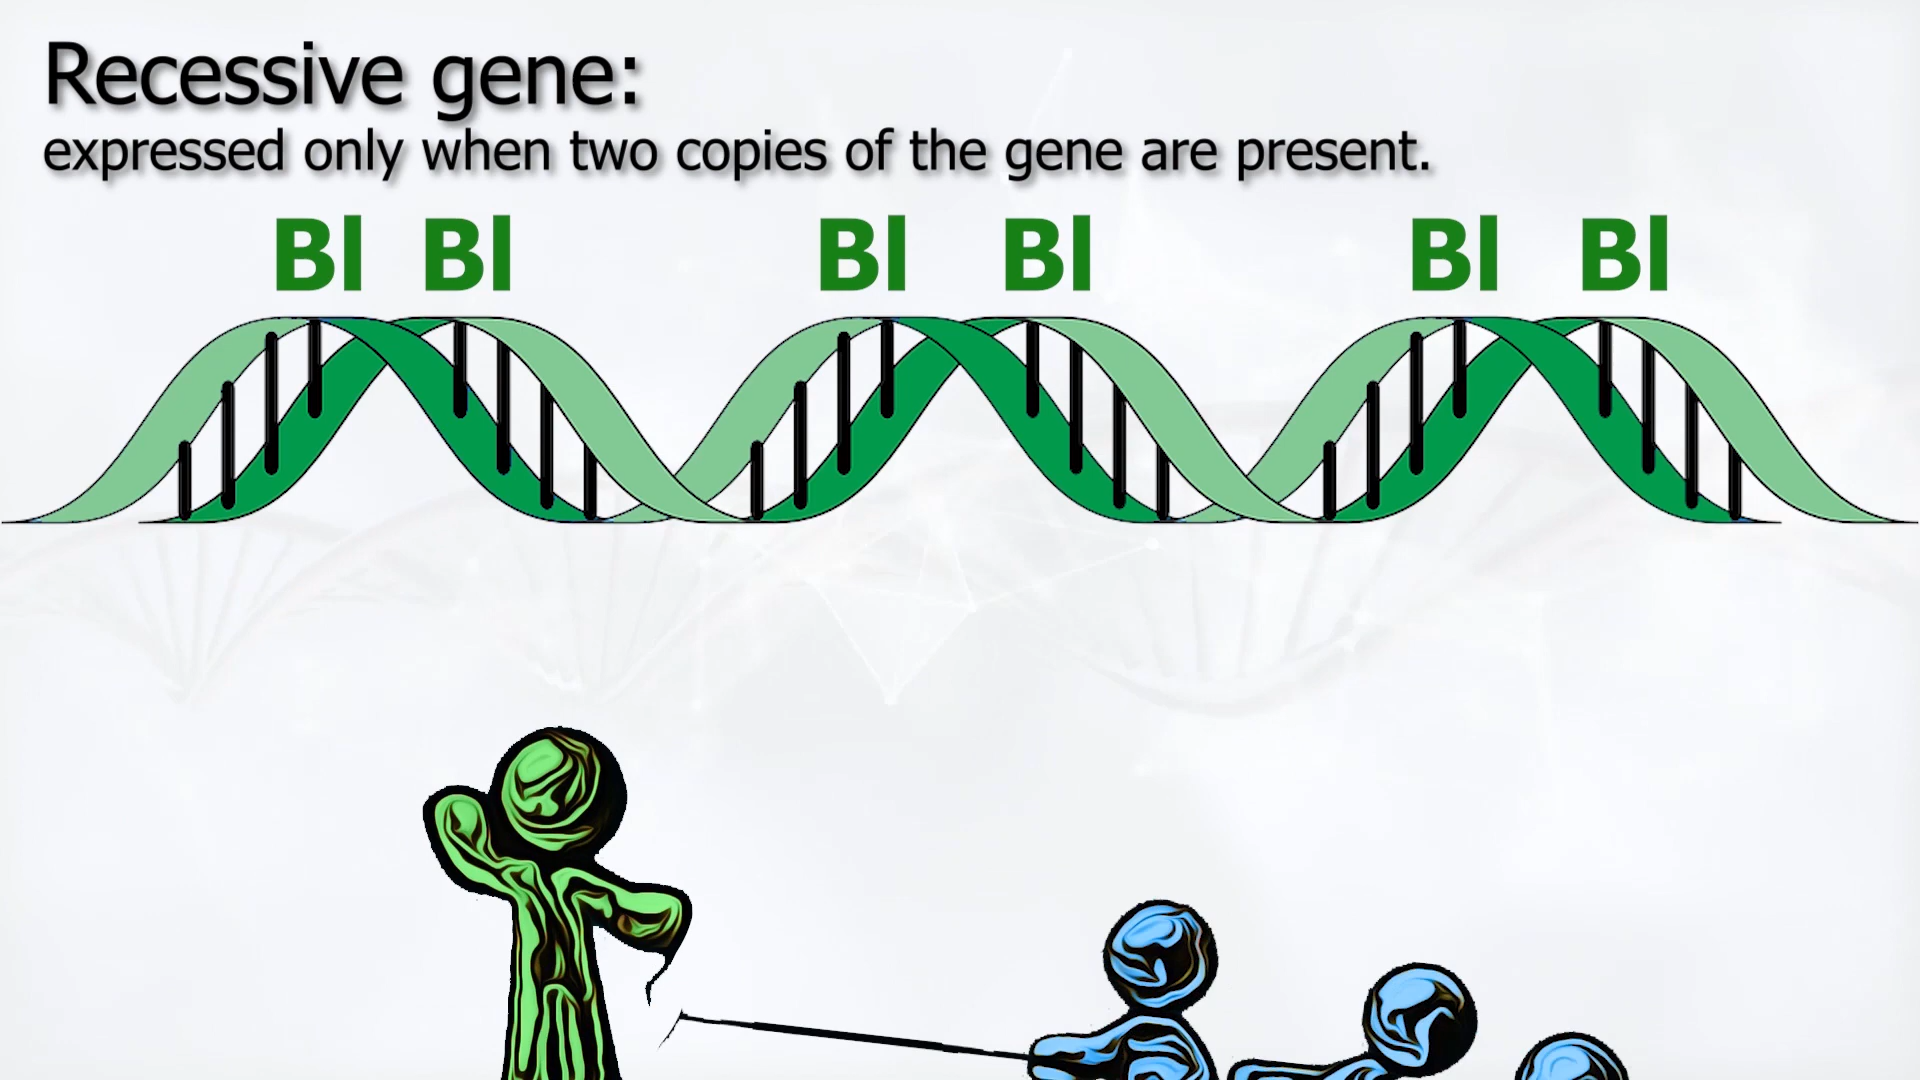 Recessive gene:
expressed only when two copies of the gene are present.
Bl Bl Bl Bl Bl Bl